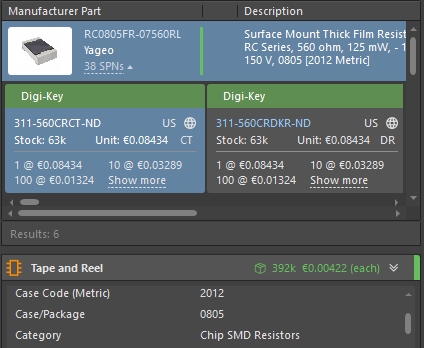 Manufacturer Part Description
RC0805FR-07560RL
Yageo
38 SPNs
Surface Mount Thick Film Resist
RC Series, 560 ohm, 125 mW, - 1
150 V, 0805 [2012 Metric]
Digi-Key Digi-Key
311-560CRCT-ND US 311-560CRDKR-ND US
Stock: 63k Unit: €0.08434 CT Stock: 63k Unit: €0.08434 DR
1 @ €0.08434 10 @ €0.03289 1 @ €0.08434 10 @ €0.03289
100 @ €0.01324 Show more 100 @ €0.01324 Show more
Results: 6
Tape and Reel 392k €0.00422 (each)
Case Code (Metric) 2012
Case/Package 0805
Category Chip SMD Resistors